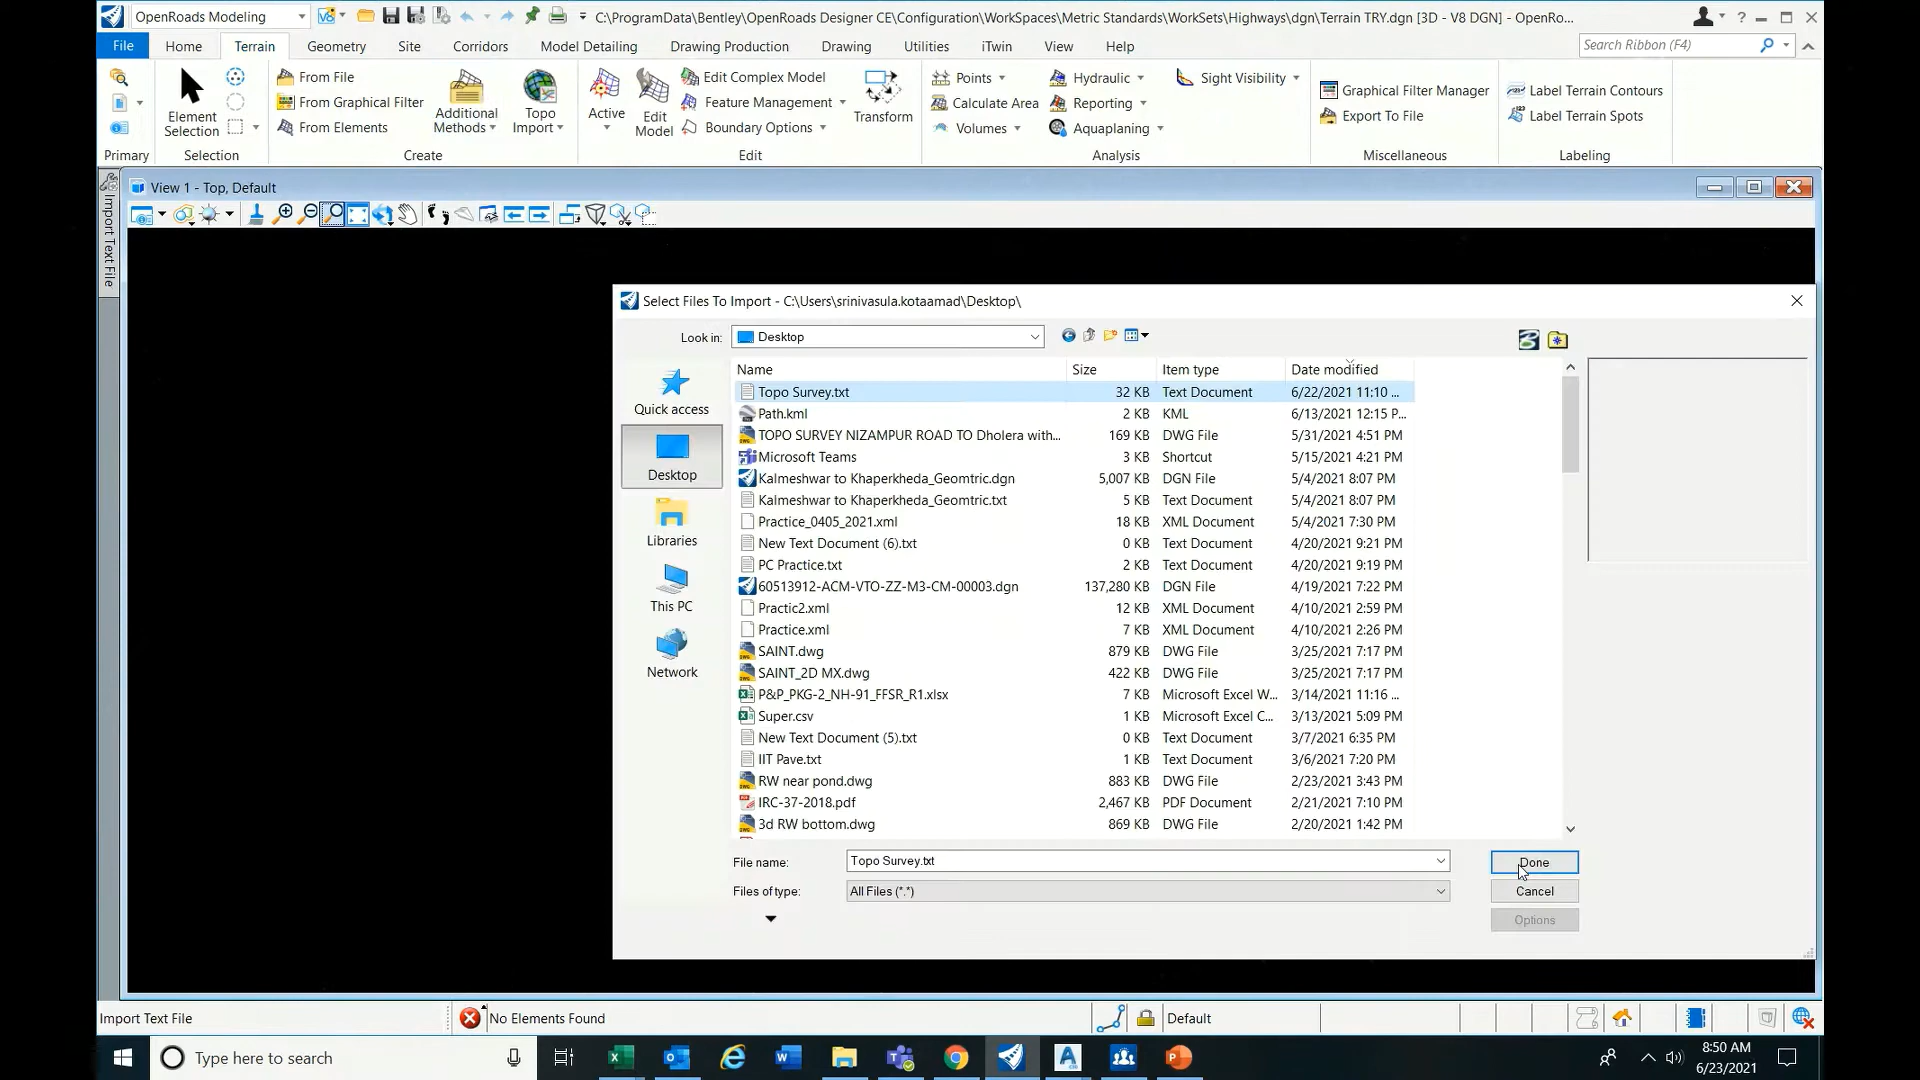 OpenRoads Modeling
C:\ProgramData\Bentley\OpenRoads Designer CE\Configuration\WorkSpaces\Metric Standards\WorkSets\Highways\dgn\Terrain TRY.dgn [3D - V8 DGN] - OpenRo...
File Home Terrain Geometry Site Corridors Model Detailing Drawing Production Drawing Utilities iTwin View Help Search Ribbon (F4)
From File
From Graphical Filter
From Elements
Element Selection
Additional Methods
Topo Import
Active
Edit Model
Edit Complex Model
Feature Management
Boundary Options
Transform
Points
Calculate Area
Volumes
Hydraulic
Reporting
Aquaplaning
Sight Visibility
Graphical Filter Manager
Export To File
Label Terrain Contours
Label Terrain Spots
Primary Selection Create Edit Analysis Miscellaneous Labeling
Import Text File
View 1 - Top, Default
Select Files To Import - C:\Users\srinivasula.kotaamad\Desktop\
Look in: Desktop
Quick access
Desktop
Libraries
This PC
Network
Name Size Item type Date modified
Topo Survey.txt 32 KB Text Document 6/22/2021 11:10 ...
Path.kml 2 KB KML 6/13/2021 12:15 P...
TOPO SURVEY NIZAMPUR ROAD TO Dholera with... 169 KB DWG File 5/31/2021 4:51 PM
Microsoft Teams 3 KB Shortcut 5/15/2021 4:21 PM
Kalmeshwar to Khaperkheda_Geomtric.dgn 5,007 KB DGN File 5/4/2021 8:07 PM
Kalmeshwar to Khaperkheda_Geomtric.txt 5 KB Text Document 5/4/2021 8:07 PM
Practice_0405_2021.xml 18 KB XML Document 5/4/2021 7:30 PM
New Text Document (6).txt 0 KB Text Document 4/20/2021 9:21 PM
PC Practice.txt 2 KB Text Document 4/20/2021 9:19 PM
60513912-ACM-VTO-ZZ-M3-CM-00003.dgn 137,280 KB DGN File 4/19/2021 7:22 PM
Practic2.xml 12 KB XML Document 4/10/2021 2:59 PM
Practice.xml 7 KB XML Document 4/10/2021 2:26 PM
SAINT.dwg 879 KB DWG File 3/25/2021 7:17 PM
SAINT_2D MX.dwg 422 KB DWG File 3/25/2021 7:17 PM
P&P_PKG-2_NH-91_FFSR_R1.xlsx 7 KB Microsoft Excel W... 3/14/2021 11:16 ...
Super.csv 1 KB Microsoft Excel C... 3/13/2021 5:09 PM
New Text Document (5).txt 0 KB Text Document 3/7/2021 6:35 PM
IIT Pave.txt 1 KB Text Document 3/6/2021 7:20 PM
RW near pond.dwg 883 KB DWG File 2/23/2021 3:43 PM
IRC-37-2018.pdf 2,467 KB PDF Document 2/21/2021 7:10 PM
3d RW bottom.dwg 869 KB DWG File 2/20/2021 1:42 PM
File name: Topo Survey.txt Done
Files of type: All Files (*.*) Cancel
Options
Import Text File No Elements Found Default
Type here to search
8:50 AM
6/23/2021